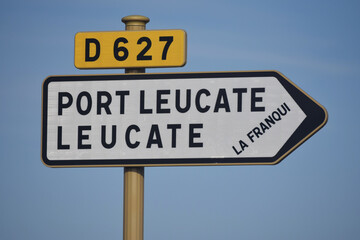 D 627
PORT LEUCATE
LEUCATE
LA FRANQUI